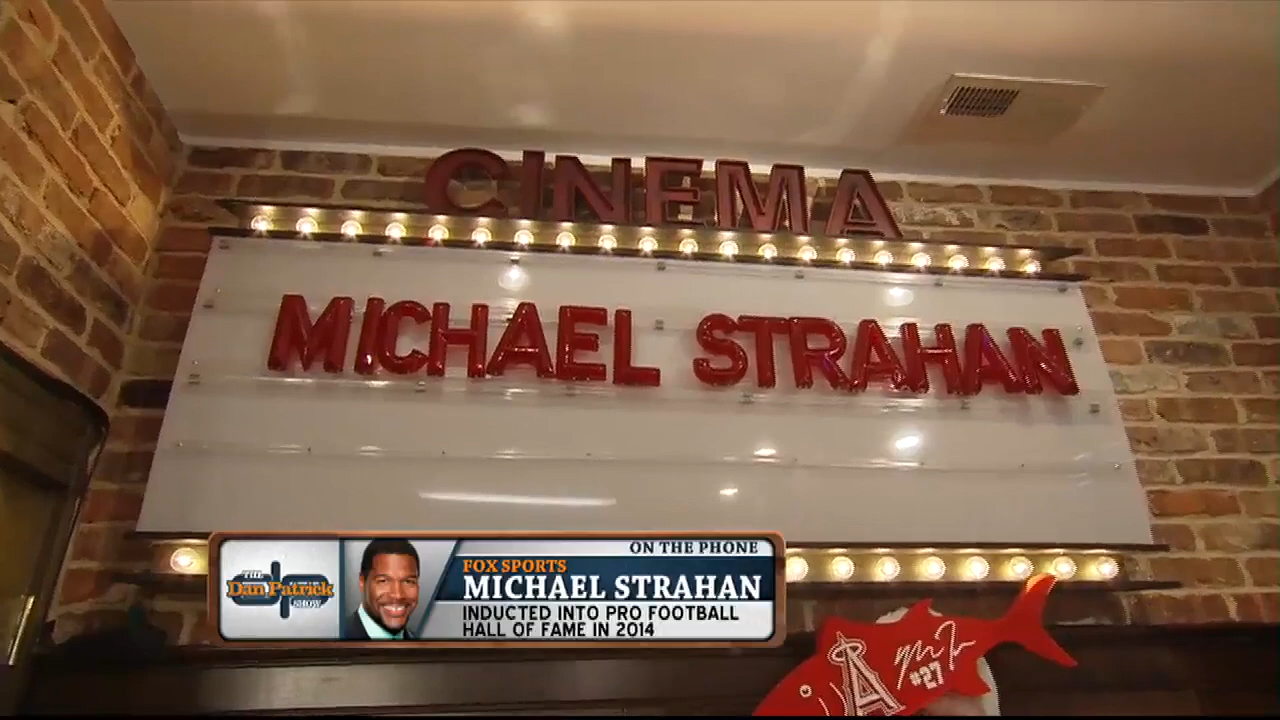 CINEMA
MICHAEL STRAHAN
ON THE PHONE
THE
Dan Patrick
SHOW
FOX SPORTS
MICHAEL STRAHAN
INDUCTED INTO PRO FOOTBALL
HALL OF FAME IN 2014
A
#27